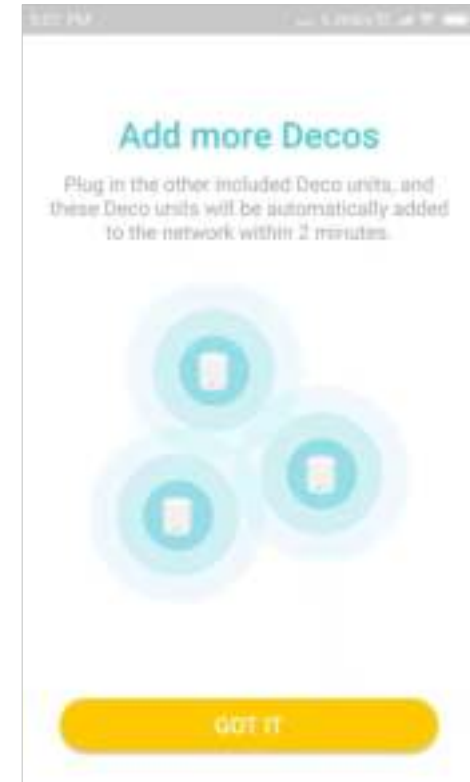 Add more Decos
Plug in the other included Deco units, and
these Deco units will be automatically added
to the network within 2 minutes.
GOT IT